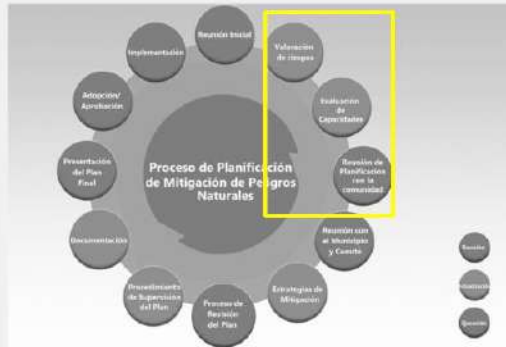 Reunión Inicial
Valoración
de riesgos
Evaluación
de
Capacidades
Reunión de
Planificación
con la
comunidad
Reunión con
el Municipio
y Comité
Estrategias de
Mitigación
Proceso de
Revisión
del Plan
Procedimiento
de Supervisión
del Plan
Documentación
Presentación
del Plan
Final
Adopción/
Aprobación
Implementación
Proceso de Planificación
de Mitigación de Peligros
Naturales